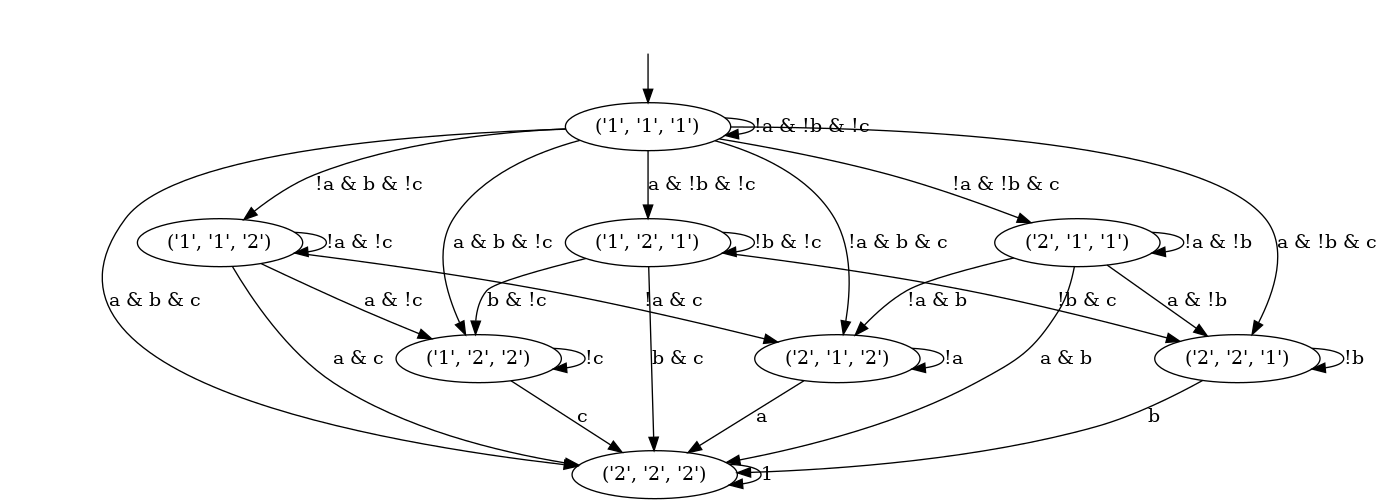 ('1', '1', '1')
!a & !b & !c
!a & b & !c
a & !b & !c
!a & !b & c
('1', '1', '2')
!a & !c
a & b & !c
('1', '2', '1')
!b & !c
!a & b & c
('2', '1', '1')
!a & !b
a & !b & c
a & b & c
a & !c
b & !c
!a & c
!a & b
!b & c
a & !b
a & c
('1', '2', '2')
!c
b & c
('2', '1', '2')
!a
a & b
('2', '2', '1')
!b
c
a
b
('2', '2', '2')
1